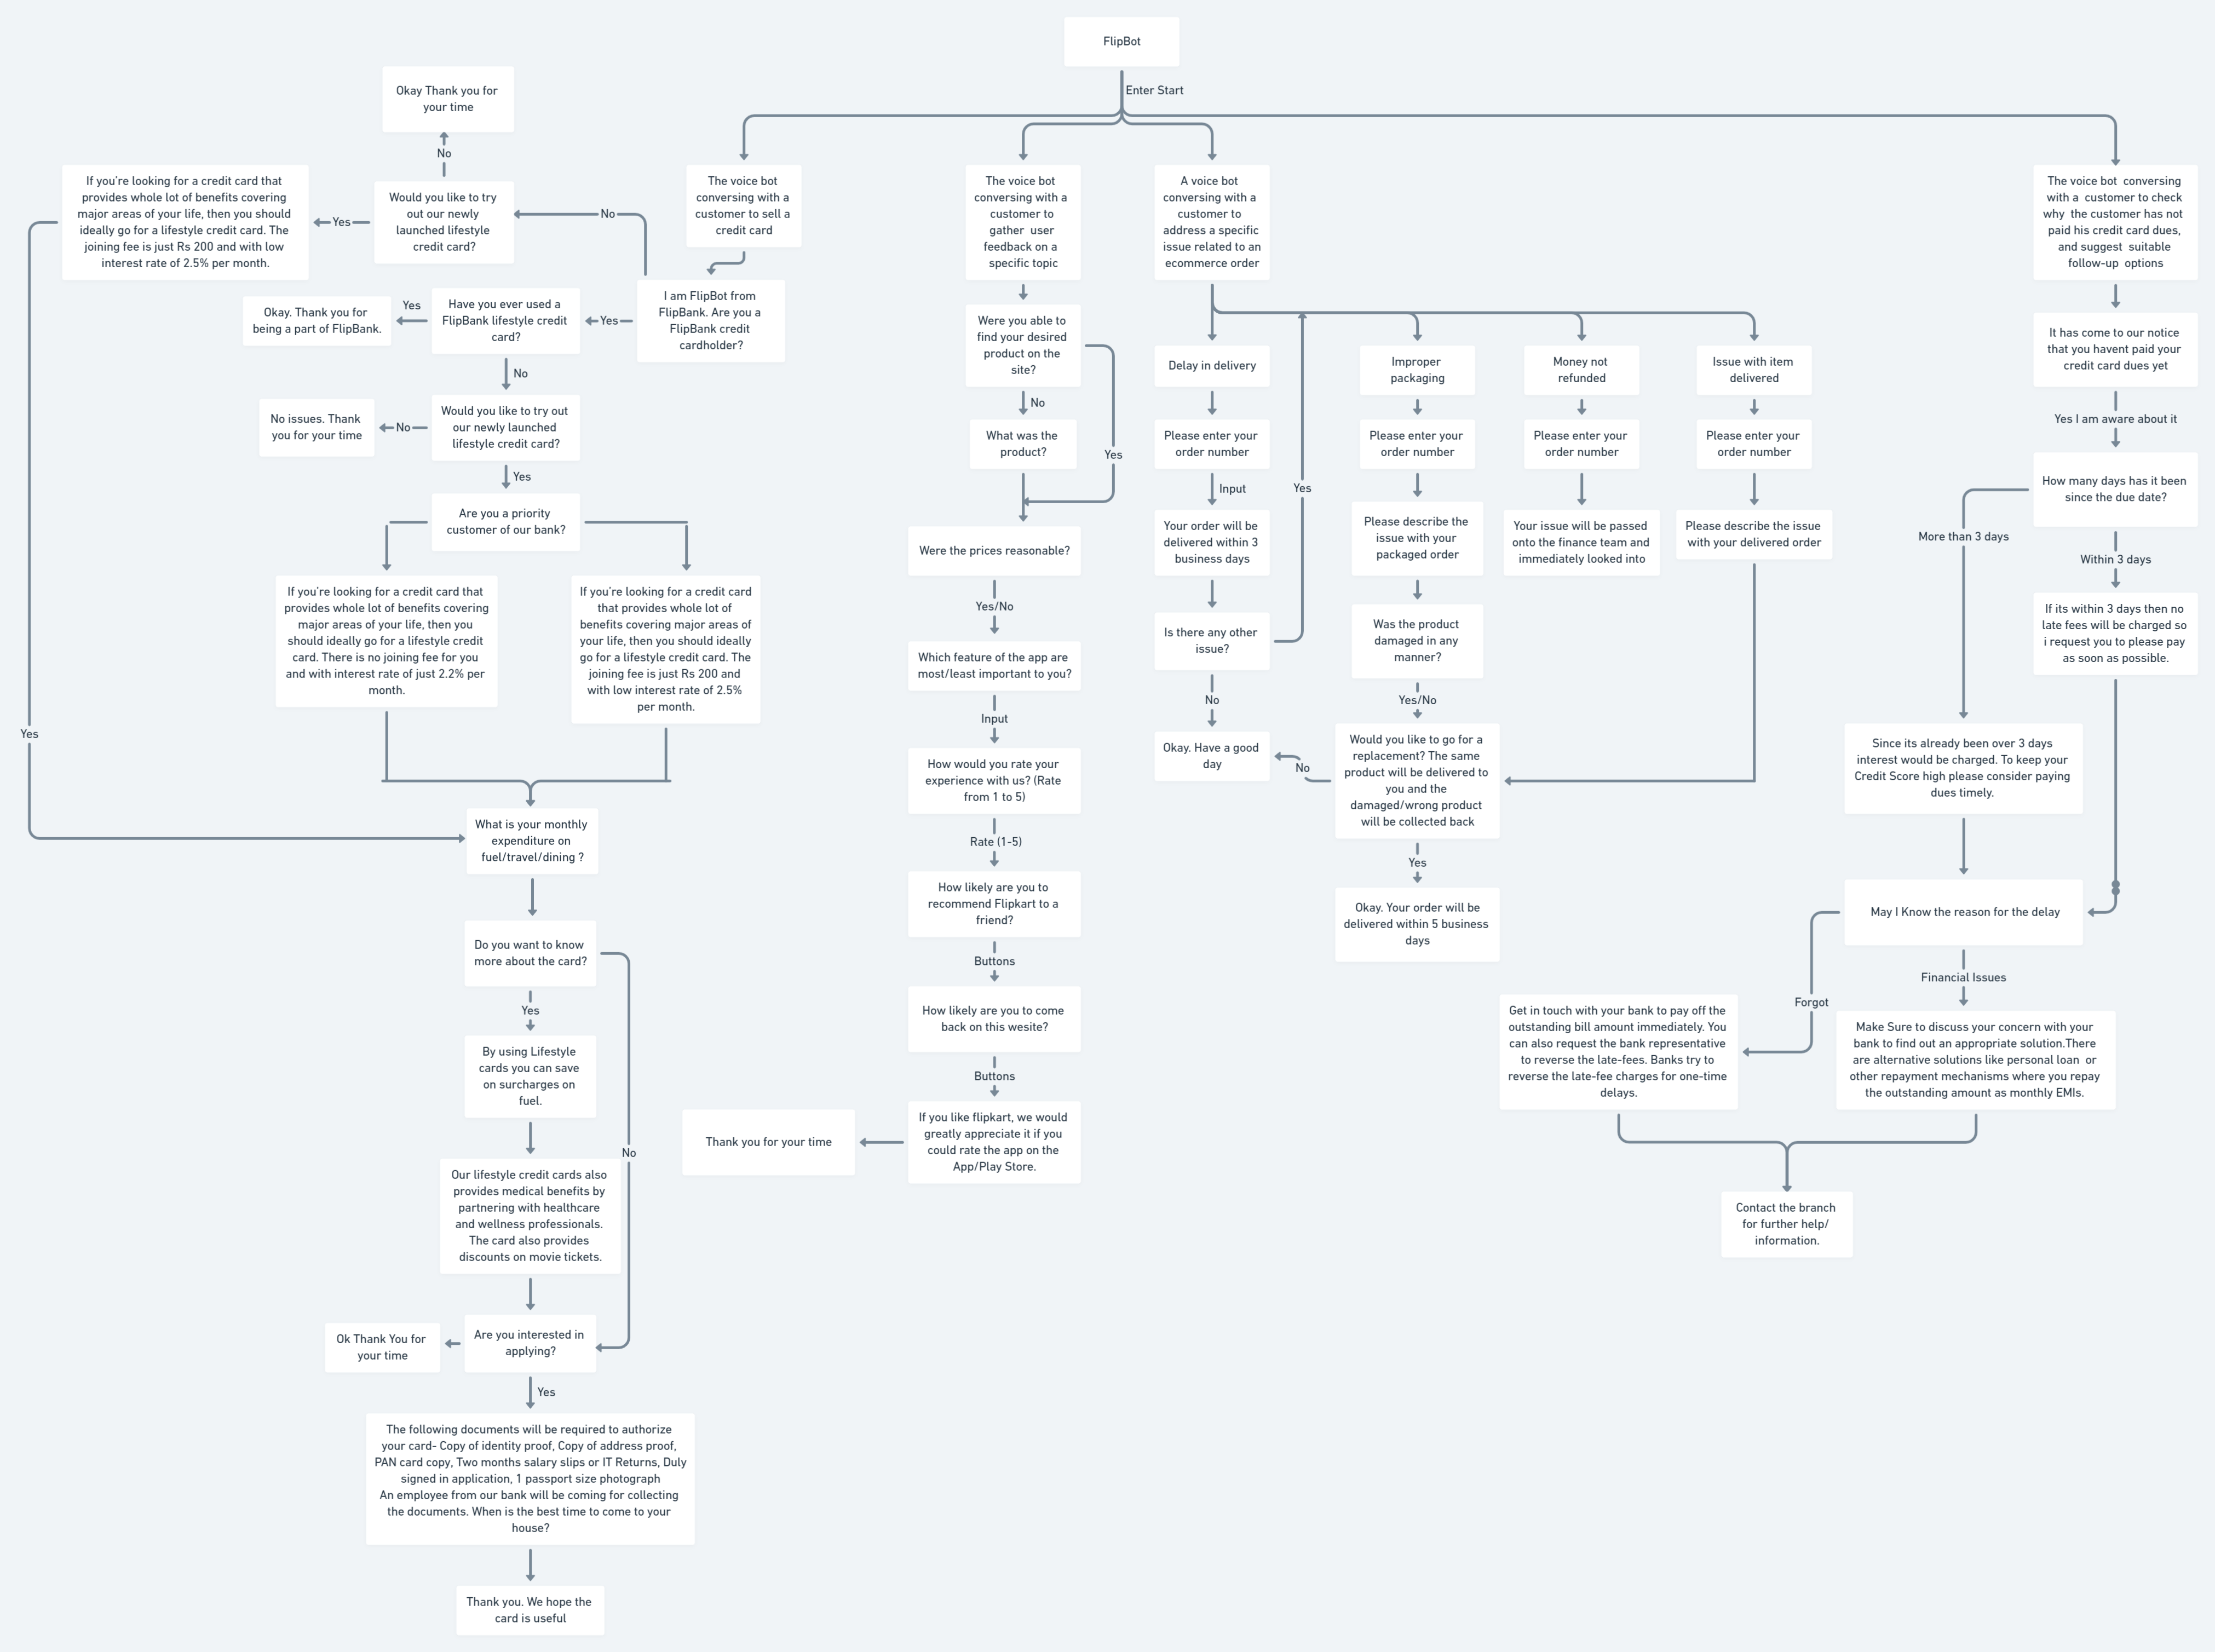 FlipBot
Enter Start
Okay Thank you for
your time
No
If you're looking for a credit card that
provides whole lot of benefits covering
major areas of your life, then you should
ideally go for a lifestyle credit card. The
joining fee is just Rs 200 and with low
interest rate of 2.5% per month.
Yes
Would you like to try
out our newly
launched lifestyle
credit card?
No
The voice bot
conversing with a
customer to sell a
credit card
I am FlipBot from
FlipBank. Are you a
FlipBank credit
cardholder?
Yes
Have you ever used a
FlipBank lifestyle credit
card?
Yes
Okay. Thank you for
being a part of FlipBank.
No
Would you like to try out
our newly launched
lifestyle credit card?
No
No issues. Thank
you for your time
Yes
Are you a priority
customer of our bank?
If you're looking for a credit card that
provides whole lot of benefits covering
major areas of your life, then you
should ideally go for a lifestyle credit
card. There is no joining fee for you
and with interest rate of just 2.2% per
month.
If you're looking for a credit card
that provides whole lot of
benefits covering major areas of
your life, then you should ideally
go for a lifestyle credit card. The
joining fee is just Rs 200 and
with low interest rate of 2.5%
per month.
Yes
What is your monthly
expenditure on
fuel/travel/dining ?
Do you want to know
more about the card?
Yes
By using Lifestyle
cards you can save
on surcharges on
fuel.
No
Our lifestyle credit cards also
provides medical benefits by
partnering with healthcare
and wellness professionals.
The card also provides
discounts on movie tickets.
Are you interested in
applying?
Ok Thank You for
your time
Yes
The following documents will be required to authorize
your card- Copy of identity proof, Copy of address proof,
PAN card copy, Two months salary slips or IT Returns, Duly
signed in application, 1 passport size photograph
An employee from our bank will be coming for collecting
the documents. When is the best time to come to your
house?
Thank you. We hope the
card is useful
The voice bot
conversing with a
customer to
gather  user
feedback on a
specific topic
Were you able to
find your desired
product on the
site?
No
What was the
product?
Yes
Were the prices reasonable?
Yes/No
Which feature of the app are
most/least important to you?
Input
How would you rate your
experience with us? (Rate
from 1 to 5)
Rate (1-5)
How likely are you to
recommend Flipkart to a
friend?
Buttons
How likely are you to come
back on this wesite?
Buttons
If you like flipkart, we would
greatly appreciate it if you
could rate the app on the
App/Play Store.
Thank you for your time
A voice bot
conversing with a
customer to
address a specific
issue related to an
ecommerce order
Delay in delivery
Please enter your
order number
Input
Your order will be
delivered within 3
business days
Is there any other
issue?
Yes
No
Okay. Have a good
day
Improper
packaging
Please enter your
order number
Please describe the
issue with your
packaged order
Was the product
damaged in any
manner?
Yes/No
Would you like to go for a
replacement? The same
product will be delivered to
you and the
damaged/wrong product
will be collected back
No
Yes
Okay. Your order will be
delivered within 5 business
days
Money not
refunded
Please enter your
order number
Your issue will be passed
onto the finance team and
immediately looked into
Issue with item
delivered
Please enter your
order number
Please describe the issue
with your delivered order
The voice bot  conversing
with a  customer to check
why  the customer has not
paid his credit card dues,
and suggest  suitable
follow-up  options
It has come to our notice
that you havent paid your
credit card dues yet
Yes I am aware about it
How many days has it been
since the due date?
More than 3 days
Within 3 days
If its within 3 days then no
late fees will be charged so
i request you to please pay
as soon as possible.
Since its already been over 3 days
interest would be charged. To keep your
Credit Score high please consider paying
dues timely.
May I Know the reason for the delay
Financial Issues
Forgot
Get in touch with your bank to pay off the
outstanding bill amount immediately. You
can also request the bank representative
to reverse the late-fees. Banks try to
reverse the late-fee charges for one-time
delays.
Make Sure to discuss your concern with your
bank to find out an appropriate solution.There
are alternative solutions like personal loan  or
other repayment mechanisms where you repay
the outstanding amount as monthly EMIs.
Contact the branch
for further help/
information.